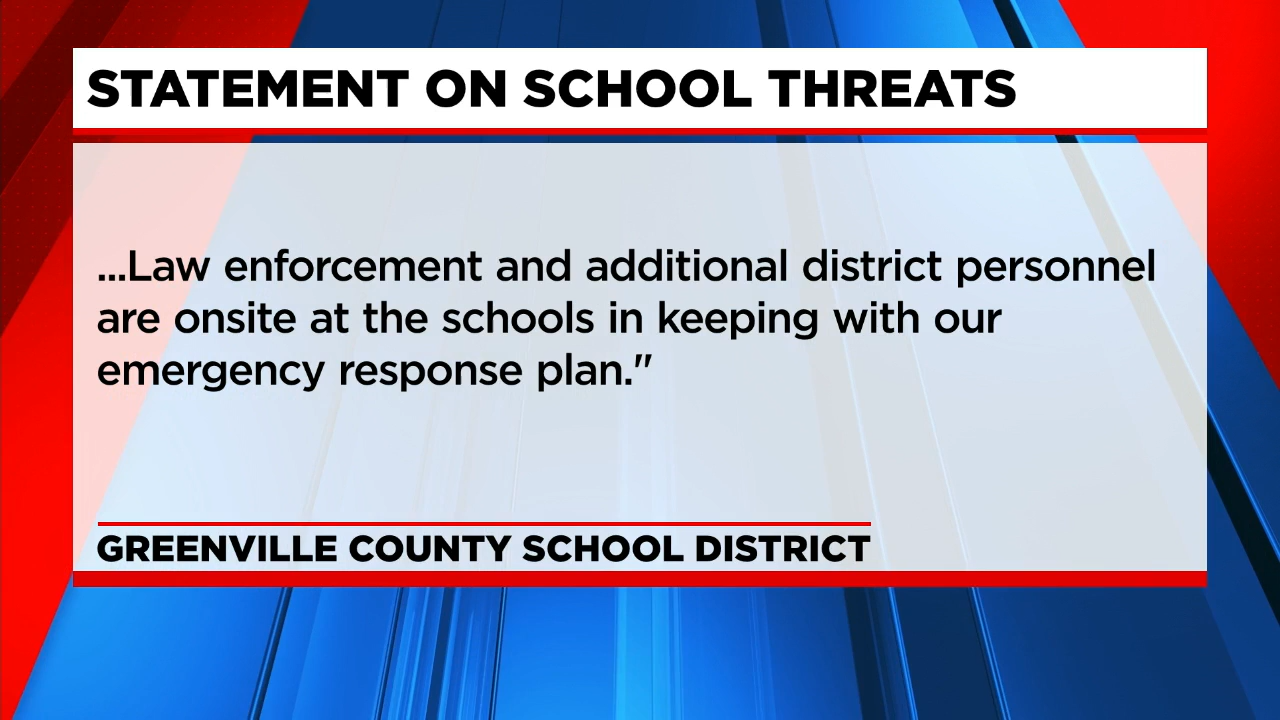 STATEMENT ON SCHOOL THREATS
...Law enforcement and additional district personnel
are onsite at the schools in keeping with our
emergency response plan."
GREENVILLE COUNTY SCHOOL DISTRICT